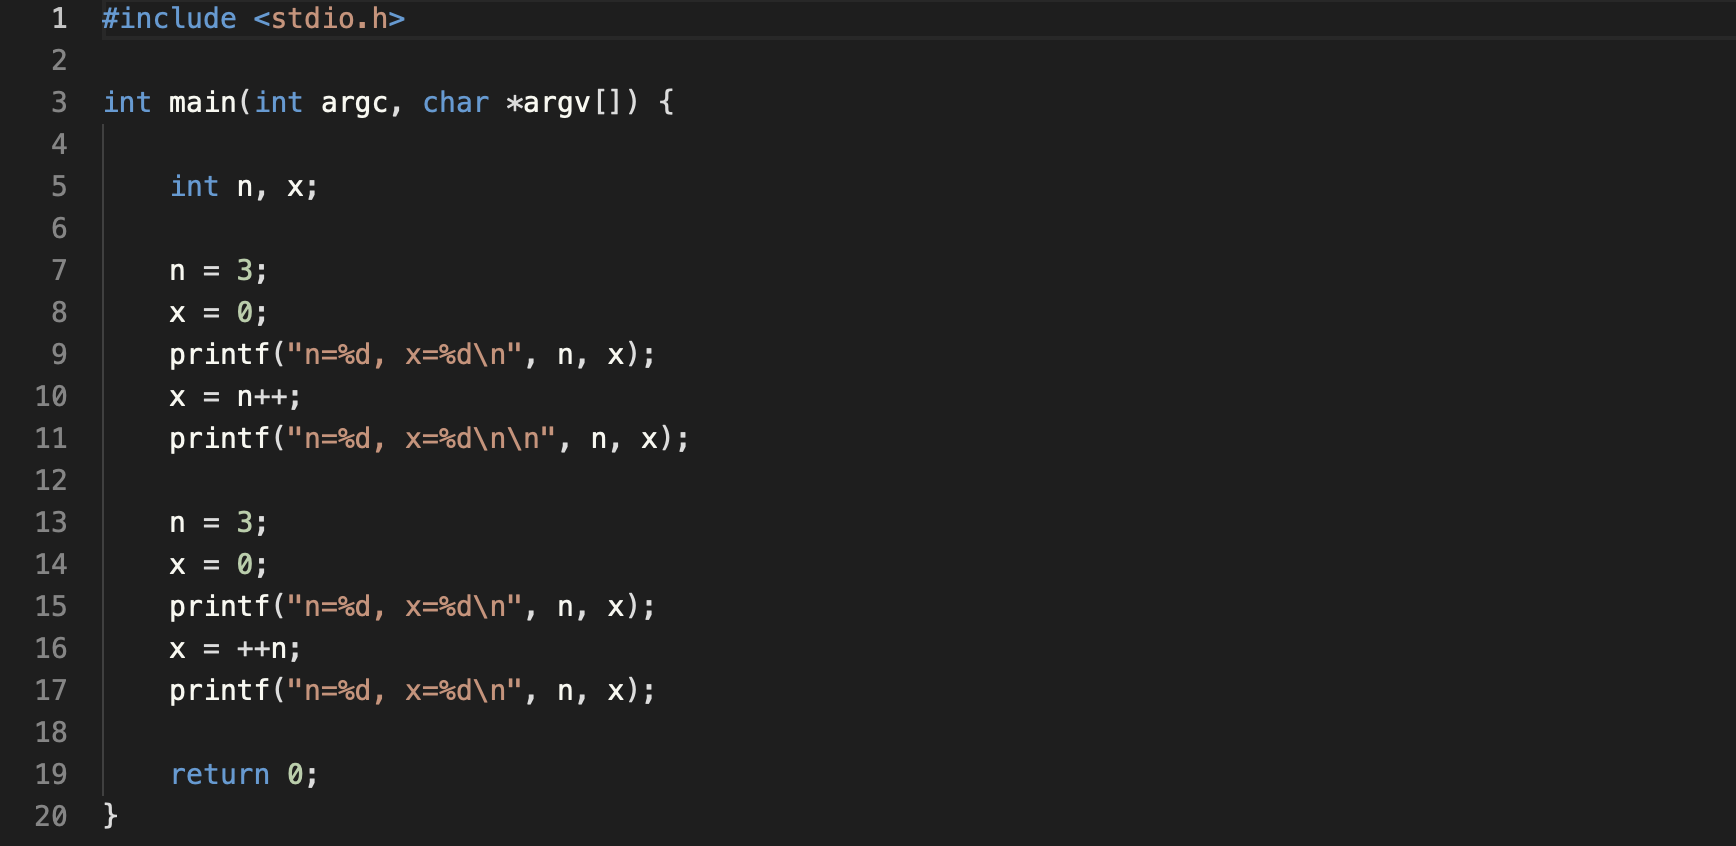 1 #include <stdio.h>
2
3 int main(int argc, char *argv[]) {
4
5     int n, x;
6
7     n = 3;
8     x = 0;
9     printf("n=%d, x=%d\n", n, x);
10     x = n++;
11     printf("n=%d, x=%d\n\n", n, x);
12
13     n = 3;
14     x = 0;
15     printf("n=%d, x=%d\n", n, x);
16     x = ++n;
17     printf("n=%d, x=%d\n", n, x);
18
19     return 0;
20 }